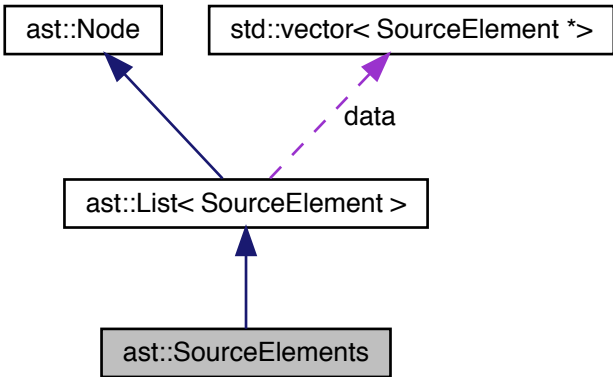 ast::Node
std::vector< SourceElement *>
data
ast::List< SourceElement >
ast::SourceElements